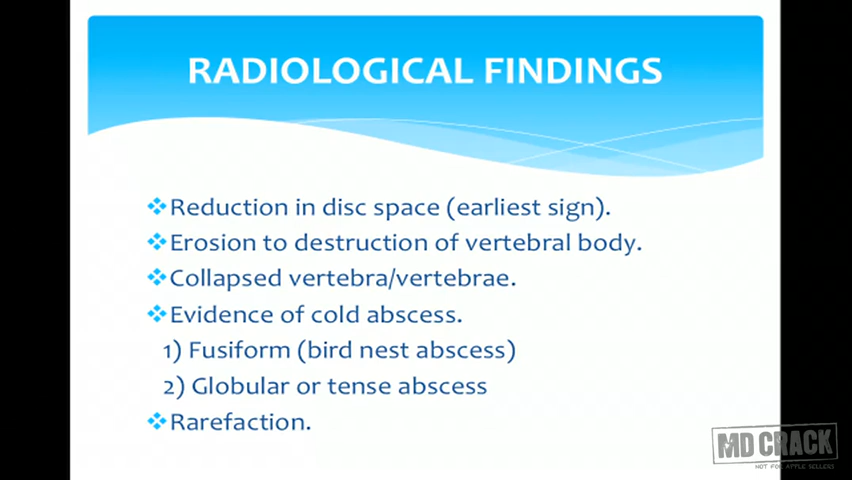 RADIOLOGICAL FINDINGS
❖Reduction in disc space (earliest sign).
❖Erosion to destruction of vertebral body.
❖Collapsed vertebra/vertebrae.
❖Evidence of cold abscess.
1) Fusiform (bird nest abscess)
2) Globular or tense abscess
❖Rarefaction.
MD CRACK
NOT FOR APPLE SELLERS